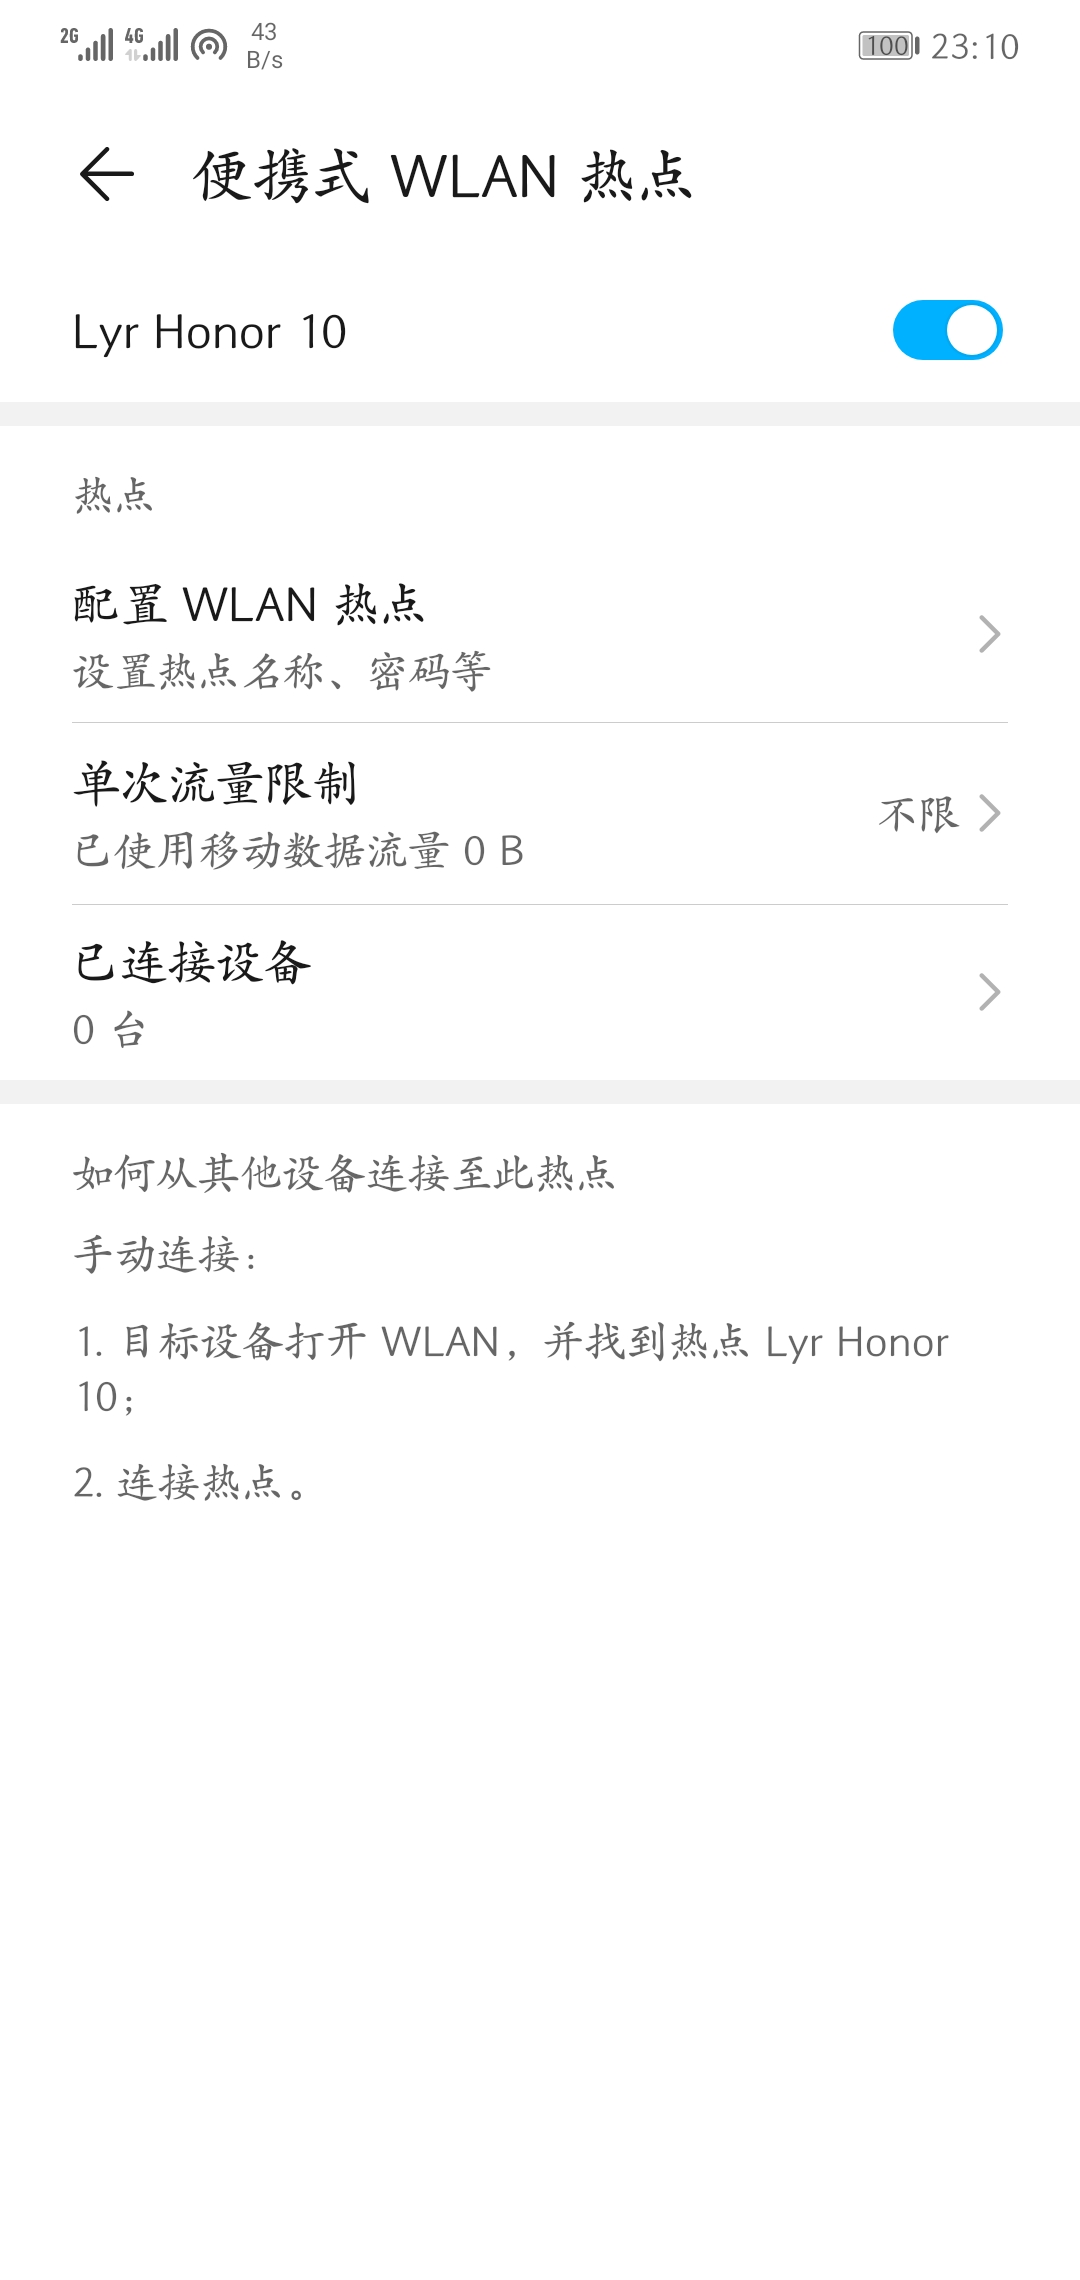 2G 4G 43 B/s 100 23:10
便携式 WLAN 热点
Lyr Honor 10
热点
配置 WLAN 热点
设置热点名称、密码等
单次流量限制
不限
已使用移动数据流量 0 B
已连接设备
0 台
如何从其他设备连接至此热点
手动连接：
1. 目标设备打开 WLAN，并找到热点 Lyr Honor
10；
2. 连接热点。